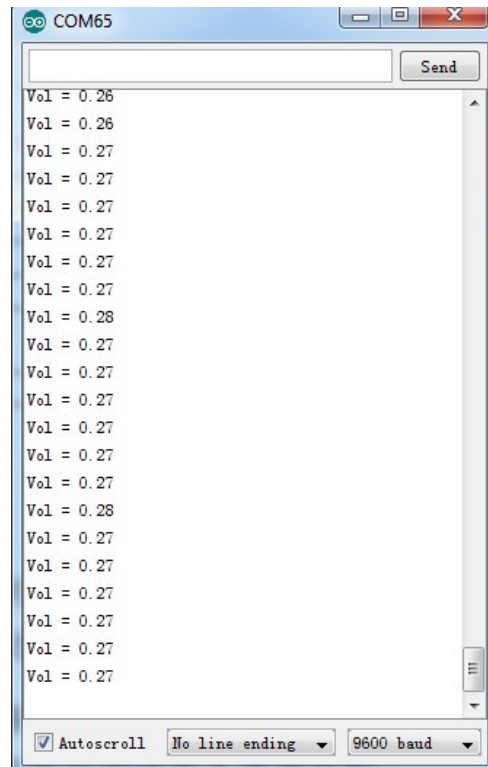 COM65
Send
Vol = 0.26
Vol = 0.26
Vol = 0.27
Vol = 0.27
Vol = 0.27
Vol = 0.27
Vol = 0.27
Vol = 0.27
Vol = 0.28
Vol = 0.27
Vol = 0.27
Vol = 0.27
Vol = 0.27
Vol = 0.27
Vol = 0.27
Vol = 0.28
Vol = 0.27
Vol = 0.27
Vol = 0.27
Vol = 0.27
Vol = 0.27
Vol = 0.27
Autoscroll No line ending 9600 baud